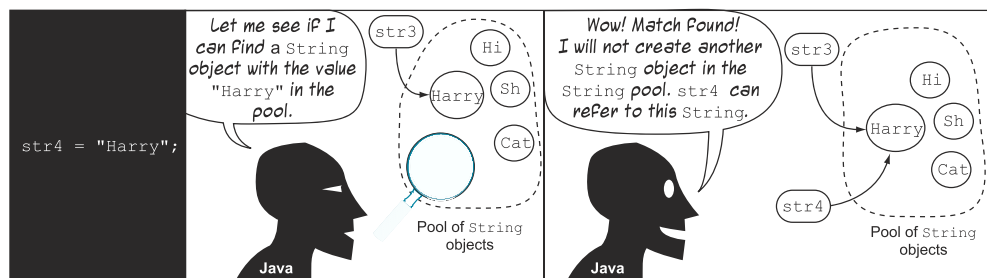 str4 = "Harry";
Let me see if I
can find a String
object with the value
"Harry" in the
pool.
Java
str3
Hi
Harry
Sh
Cat
Pool of String
objects
Wow! Match found!
I will not create another
String object in the
String pool. str4 can
refer to this String.
Java
str3
Hi
Harry
Sh
Cat
str4
Pool of String
objects